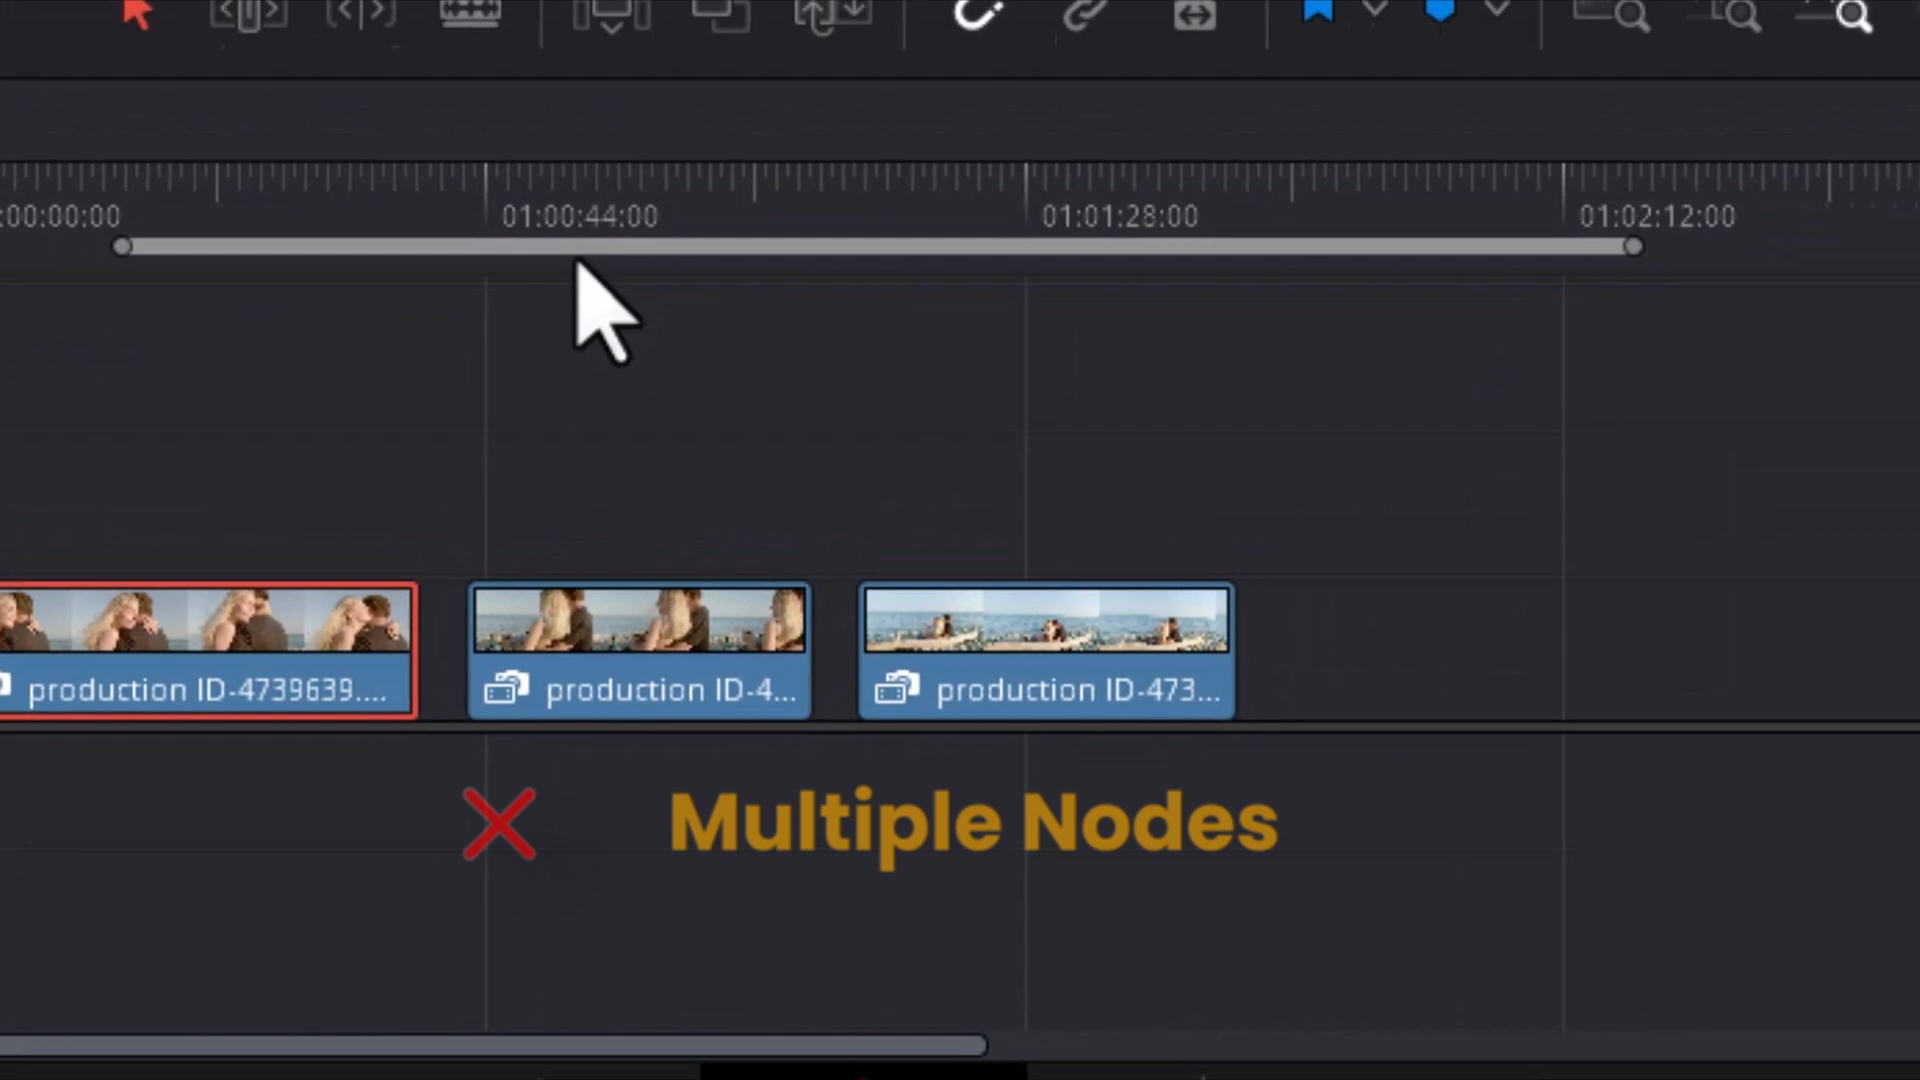 :00:00:00
01:00:44:00
01:01:28:00
01:02:12:00
production ID-4739639....
production ID-4...
production ID-473...
Multiple Nodes